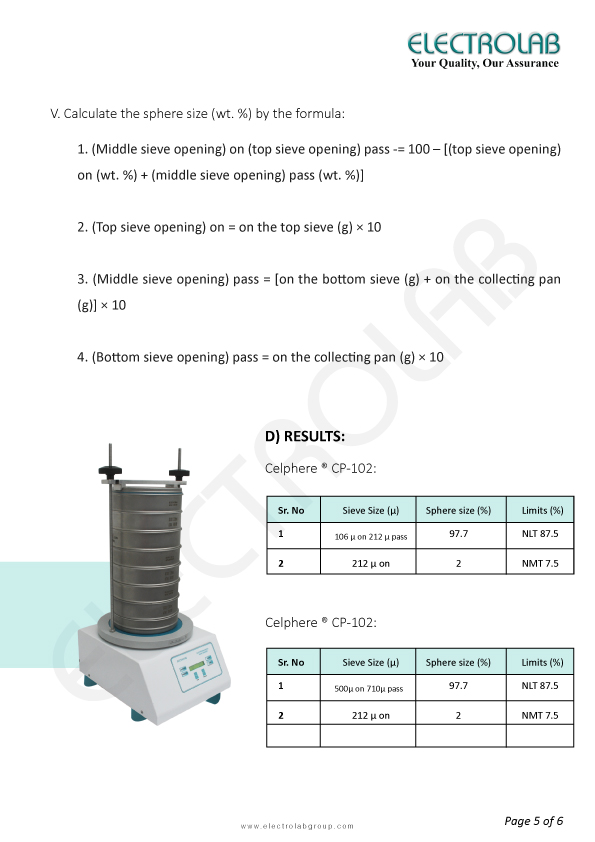 ELECTROLAB
Your Quality, Our Assurance
V. Calculate the sphere size (wt. %) by the formula:
1. (Middle sieve opening) on (top sieve opening) pass -= 100 – [(top sieve opening)
on (wt. %) + (middle sieve opening) pass (wt. %)]
2. (Top sieve opening) on = on the top sieve (g) × 10
3. (Middle sieve opening) pass = [on the bottom sieve (g) + on the collecting pan
(g)] × 10
4. (Bottom sieve opening) pass = on the collecting pan (g) × 10
ELECTROLAB
D) RESULTS:
Celphere ® CP-102:
Sr. No Sieve Size (µ) Sphere size (%) Limits (%)
1 106 µ on 212 µ pass 97.7 NLT 87.5
2 212 µ on 2 NMT 7.5
Celphere ® CP-102:
Sr. No Sieve Size (µ) Sphere size (%) Limits (%)
1 500µ on 710µ pass 97.7 NLT 87.5
2 212 µ on 2 NMT 7.5
www.electrolabgroup.com
Page 5 of 6